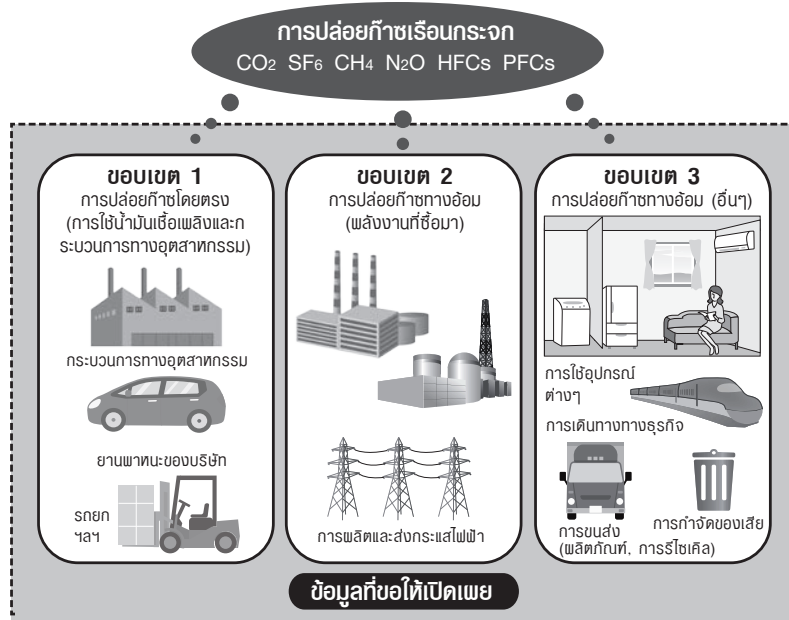 การปล่อยก๊าซเรือนกระจก
CO2 SF6 CH4 N2O HFCs PFCs
ขอบเขต 1
การปล่อยก๊าซโดยตรง
(การใช้น้ำมันเชื้อเพลิงและก
ระบวนการทางอุตสาหกรรม)
กระบวนการทางอุตสาหกรรม
ยานพาหนะของบริษัท
รถยก
ฯลฯ
ขอบเขต 2
การปล่อยก๊าซทางอ้อม
(พลังงานที่ซื้อมา)
การผลิตและส่งกระแสไฟฟ้า
ขอบเขต 3
การปล่อยก๊าซทางอ้อม (อื่นๆ)
การใช้อุปกรณ์
ต่างๆ
การเดินทางทางธุรกิจ
การขนส่ง
(ผลิตภัณฑ์, การรีไซเคิล)
การกำจัดของเสีย
ข้อมูลที่ขอให้เปิดเผย